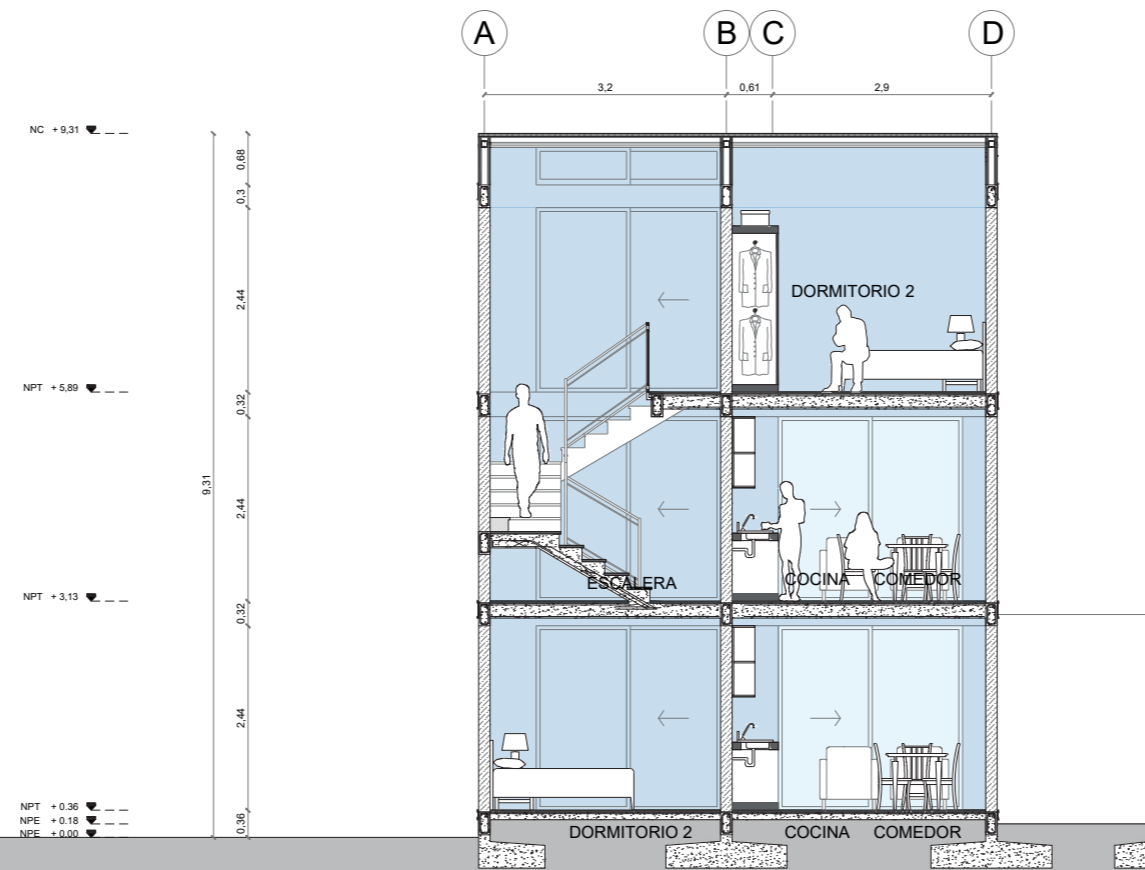 A B C D
3,2 0,61 2,9
NC + 9,31
0,68
0,3
2,44
DORMITORIO 2
NPT + 5,89
0,32
9,31
2,44
ESCALERA COCINA COMEDOR
NPT + 3,13
0,32
2,44
NPT + 0.36
NPE + 0.18
NPE + 0.00
0,36
DORMITORIO 2 COCINA COMEDOR